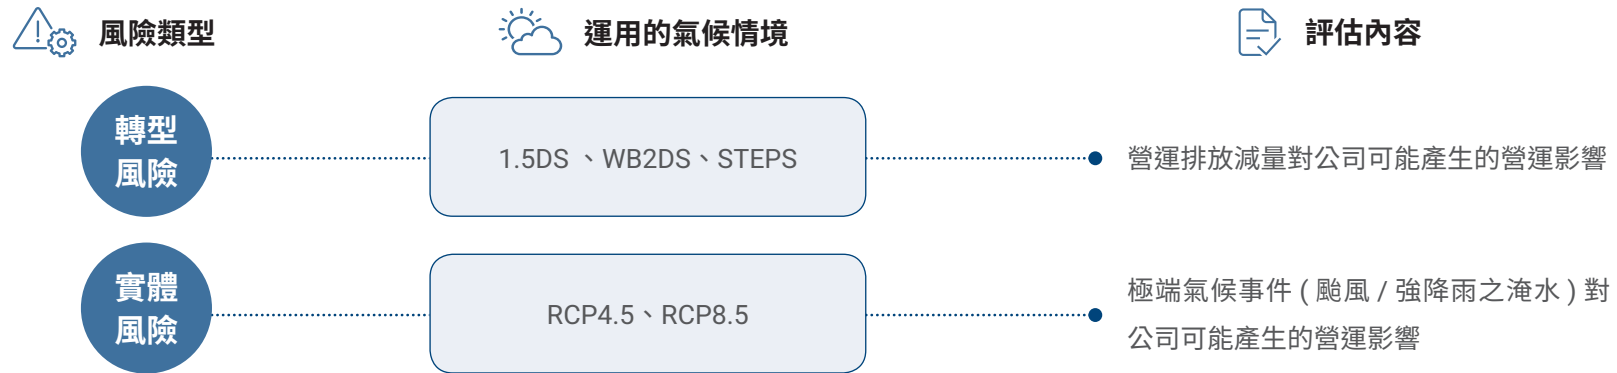 風險類型
運用的氣候情境
評估內容
轉型
風險
1.5DS 、WB2DS、STEPS
營運排放減量對公司可能產生的營運影響
實體
風險
RCP4.5、RCP8.5
極端氣候事件 ( 颱風 / 強降雨之淹水 ) 對
公司可能產生的營運影響